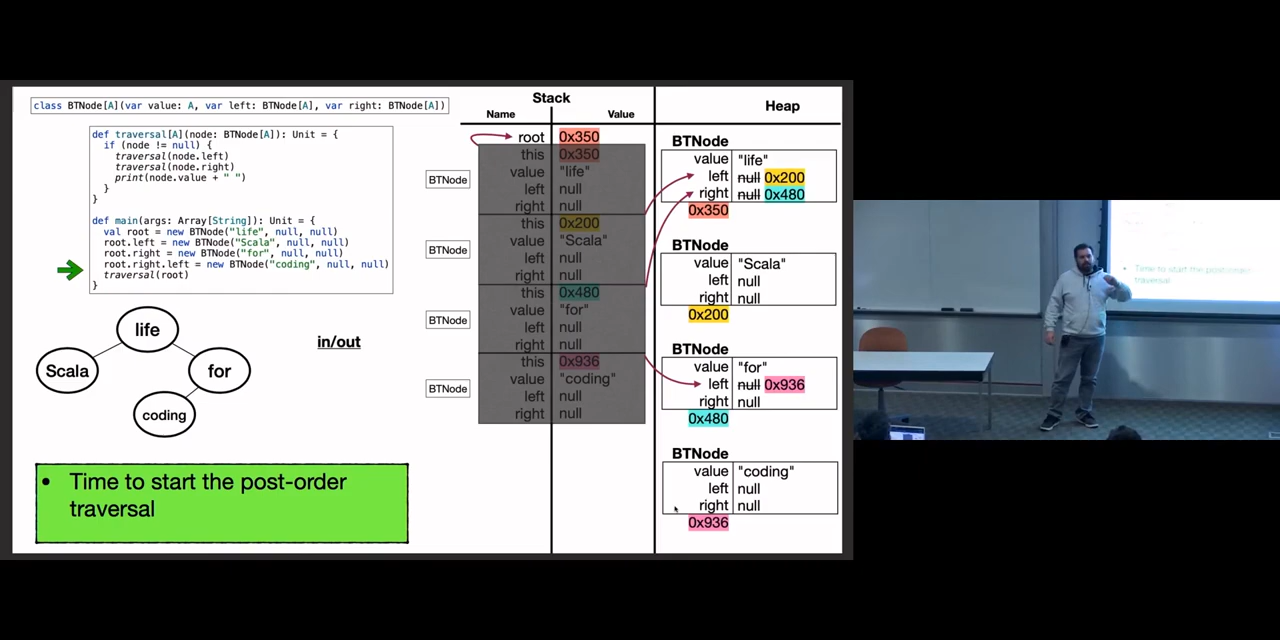 class BTNode[A](var value: A, var left: BTNode[A], var right: BTNode[A])
def traversal[A](node: BTNode[A]): Unit = {
if (node != null) {
traversal(node.left)
traversal(node.right)
print(node.value + " ")
}
}
def main(args: Array[String]): Unit = {
val root = new BTNode("life", null, null)
root.left = new BTNode("Scala", null, null)
root.right = new BTNode("for", null, null)
root.right.left = new BTNode("coding", null, null)
traversal(root)
}
life
Scala
for
coding
in/out
• Time to start the post-order
traversal
Stack
Name Value
root 0x350
this 0x350
BTNode value "life"
left null
right null
this 0x200
BTNode value "Scala"
left null
right null
this 0x480
BTNode value "for"
left null
right null
this 0x936
BTNode value "coding"
left null
right null
Heap
BTNode
value "life"
left null 0x200
right null 0x480
0x350
BTNode
value "Scala"
left null
right null
0x200
BTNode
value "for"
left null 0x936
right null
0x480
BTNode
value "coding"
left null
right null
0x936
• Time to start the post-order
traversal